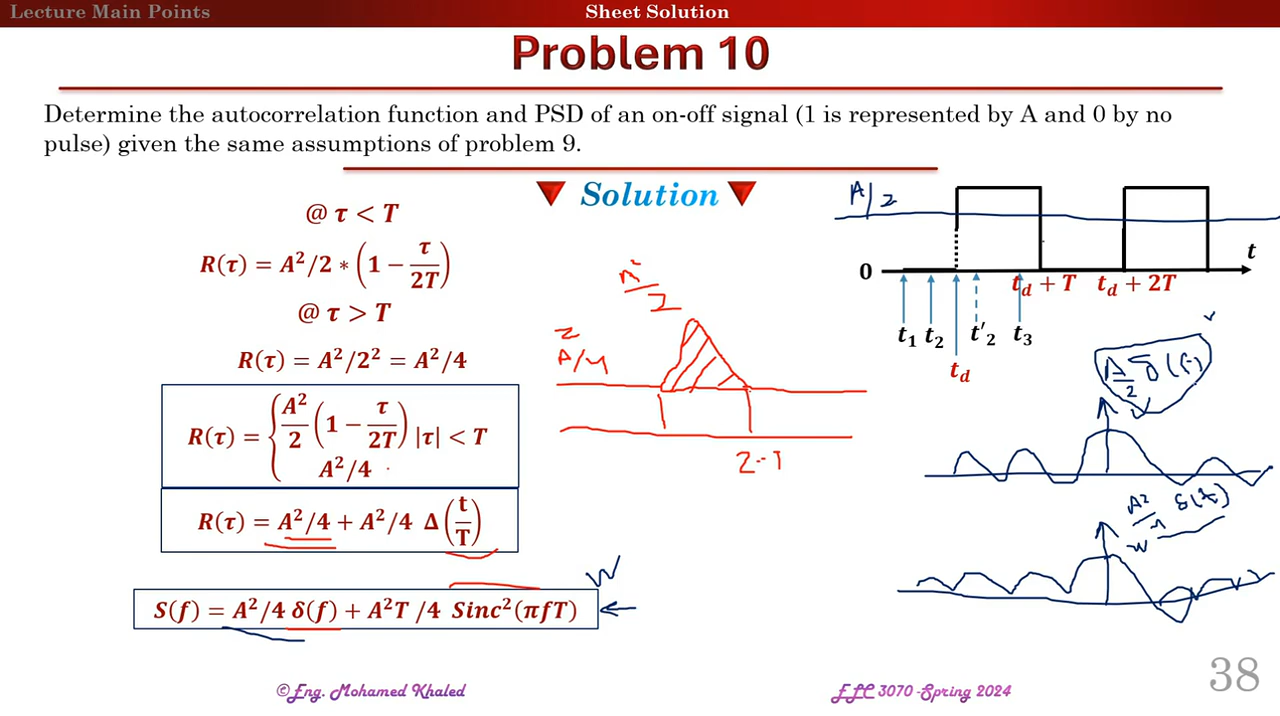 Lecture Main Points
Sheet Solution
Problem 10
Determine the autocorrelation function and PSD of an on-off signal (1 is represented by A and 0 by no
pulse) given the same assumptions of problem 9.
▼ Solution ▼
@ τ < T
R(τ) = A²/2 * (1 − τ/2T)
@ τ > T
R(τ) = A²/2² = A²/4
R(τ) = { A²/2 (1 − τ/2T) |τ| < T
A²/4
R(τ) = A²/4 + A²/4 Δ(t/T)
S(f) = A²/4 δ(f) + A²T /4 Sinc²(πfT)
W
2
A/4
2
A/2
0
t
t_d + T
t_d + 2T
t₁ t₂ t'₂ t₃
t_d
A/2 δ(f)
A²
δ(f)
W
©Eng. Mohamed Khaled
ELC 3070 -Spring 2024
38